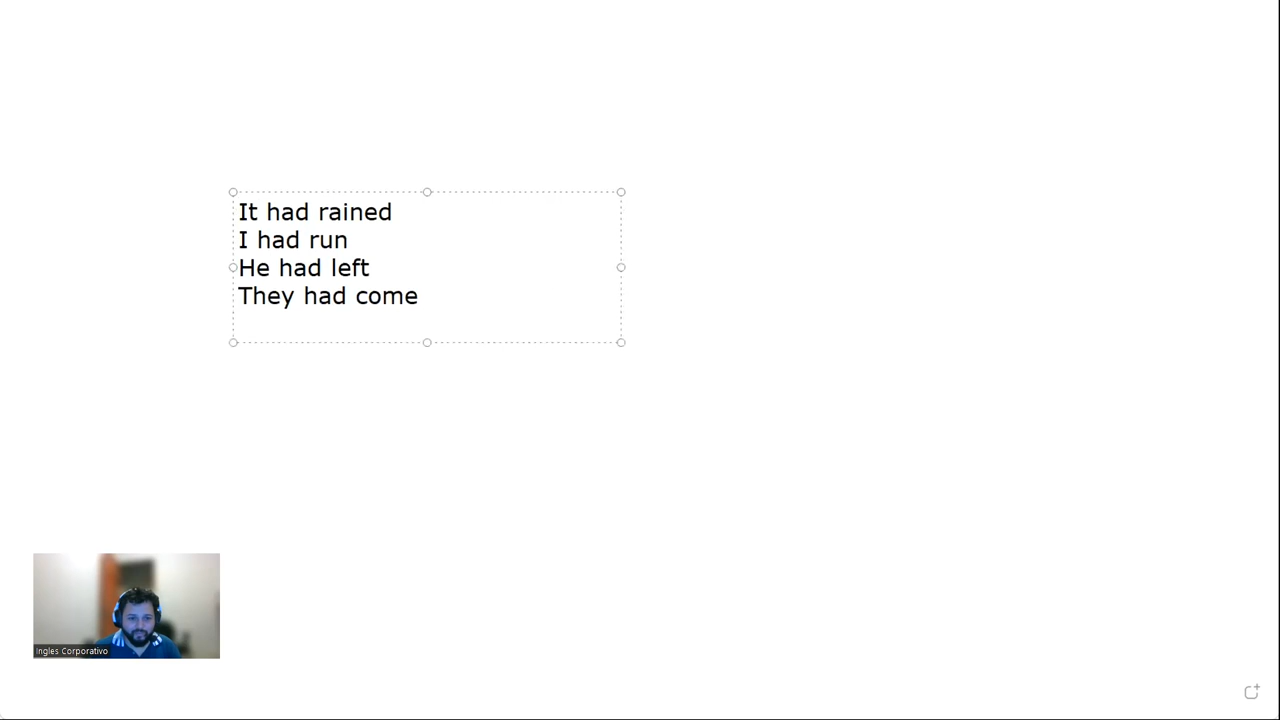 It had rained
I had run
He had left
They had come
Ingles Corporativo